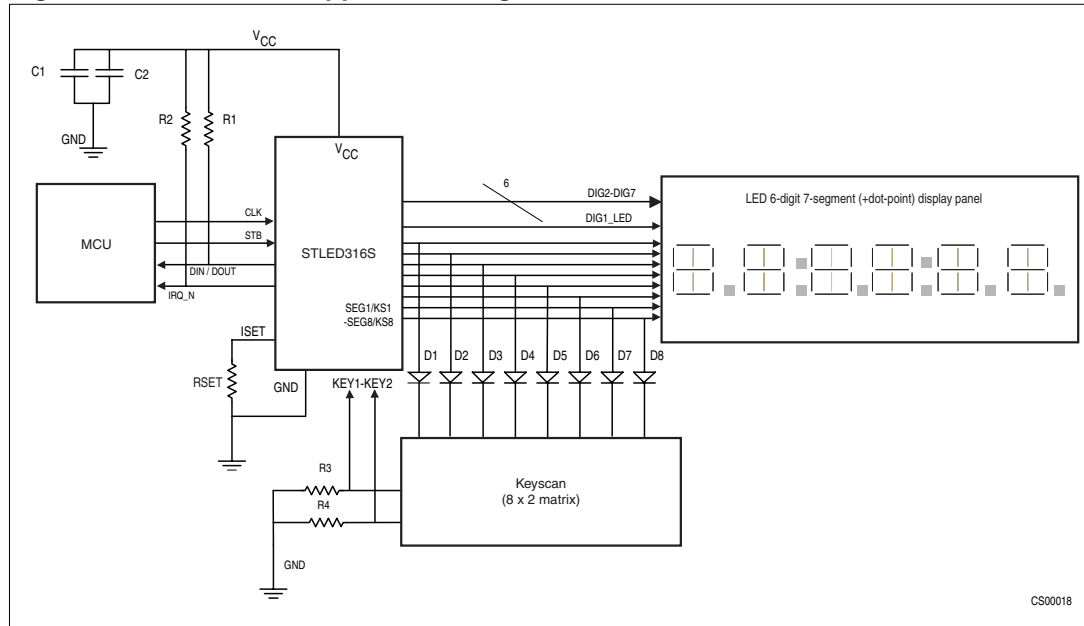 V_CC
C1
C2
R2
R1
GND
V_CC
6
DIG2-DIG7
LED 6-digit 7-segment (+dot-point) display panel
CLK
DIG1_LED
MCU
STB
STLED316S
DIN / DOUT
IRQ_N
SEG1/KS1
-SEG8/KS8
ISET
D1 D2 D3 D4 D5 D6 D7 D8
RSET
GND
KEY1-KEY2
R3
Keyscan
(8 x 2 matrix)
R4
GND
CS00018